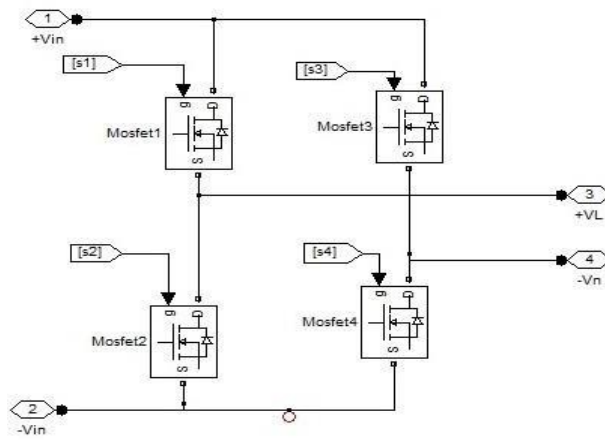 1
+Vin
[s1]
[s3]
g
D
Mosfet1
S
g
D
Mosfet3
S
3
+VL
[s2]
[s4]
4
-Vn
g
D
Mosfet2
S
g
D
Mosfet4
S
2
-Vin